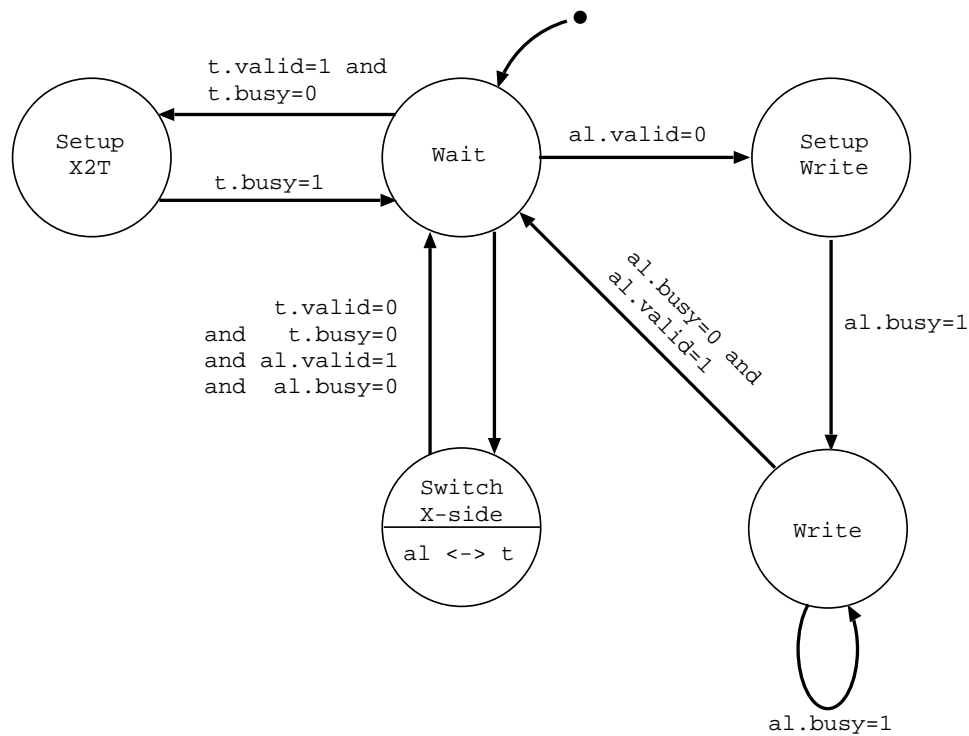 t.valid=1 and
t.busy=0
Setup
X2T
Wait
al.valid=0
Setup
Write
t.busy=1
al.busy=0 and
al.valid=1
t.valid=0
and t.busy=0
and al.valid=1
and al.busy=0
al.busy=1
Switch
X-side
al <-> t
Write
al.busy=1